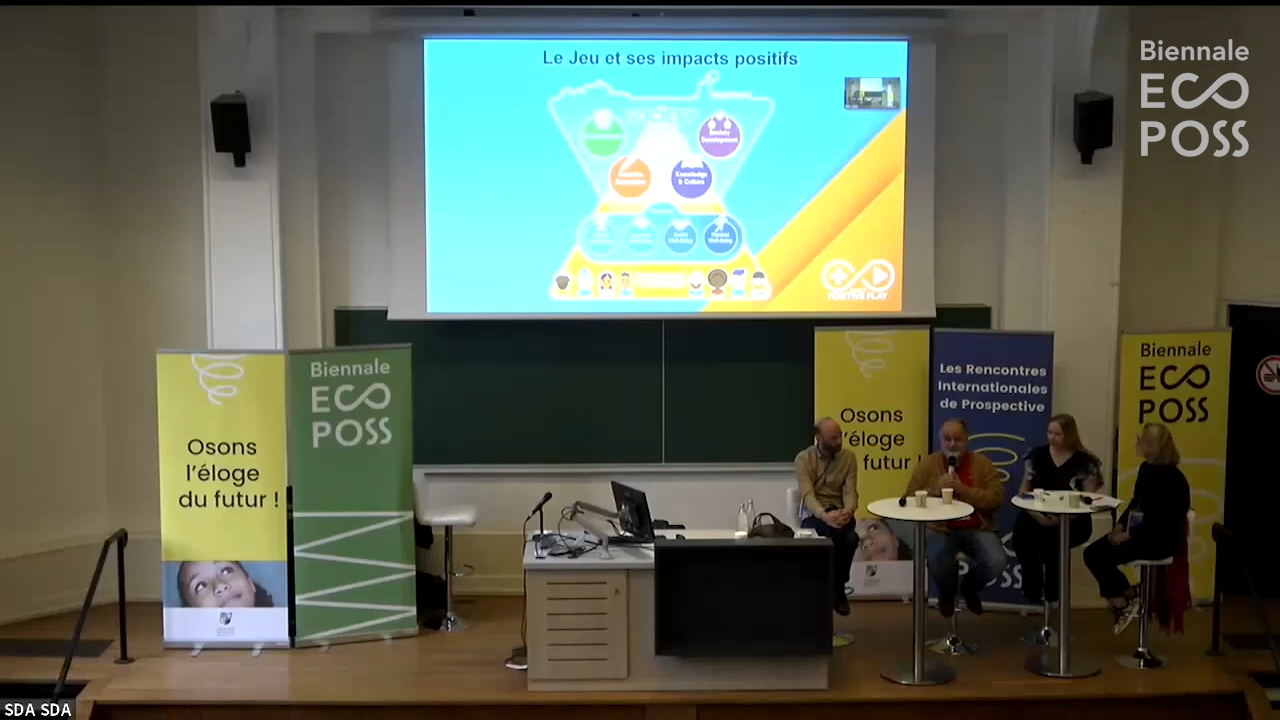 Le Jeu et ses impacts positifs
Knowledge
& Culture
POSITIVE PLAY
Biennale
ECO
POSS
Osons
l'éloge
du futur !
Biennale
ECO
POSS
Osons
l'éloge
futur !
Les Rencontres
Internationales
de Prospective
Biennale
ECO
POSS
SDA SDA